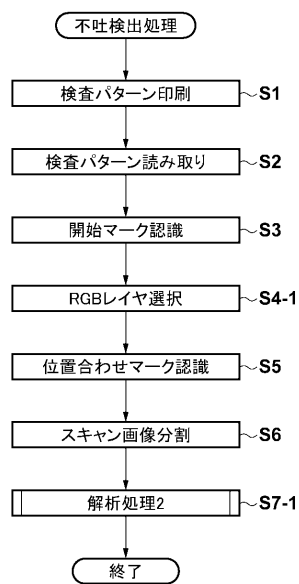 不吐検出処理
検査パターン印刷 S1
検査パターン読み取り S2
開始マーク認識 S3
RGBレイヤ選択 S4-1
位置合わせマーク認識 S5
スキャン画像分割 S6
解析処理2 S7-1
終了